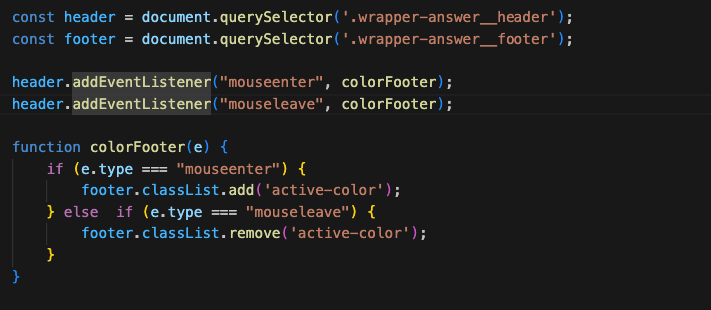 const header = document.querySelector('.wrapper-answer__header');
const footer = document.querySelector('.wrapper-answer__footer');
header.addEventListener("mouseenter", colorFooter);
header.addEventListener("mouseleave", colorFooter);
function colorFooter(e) {
if (e.type === "mouseenter") {
footer.classList.add('active-color');
} else  if (e.type === "mouseleave") {
footer.classList.remove('active-color');
}
}